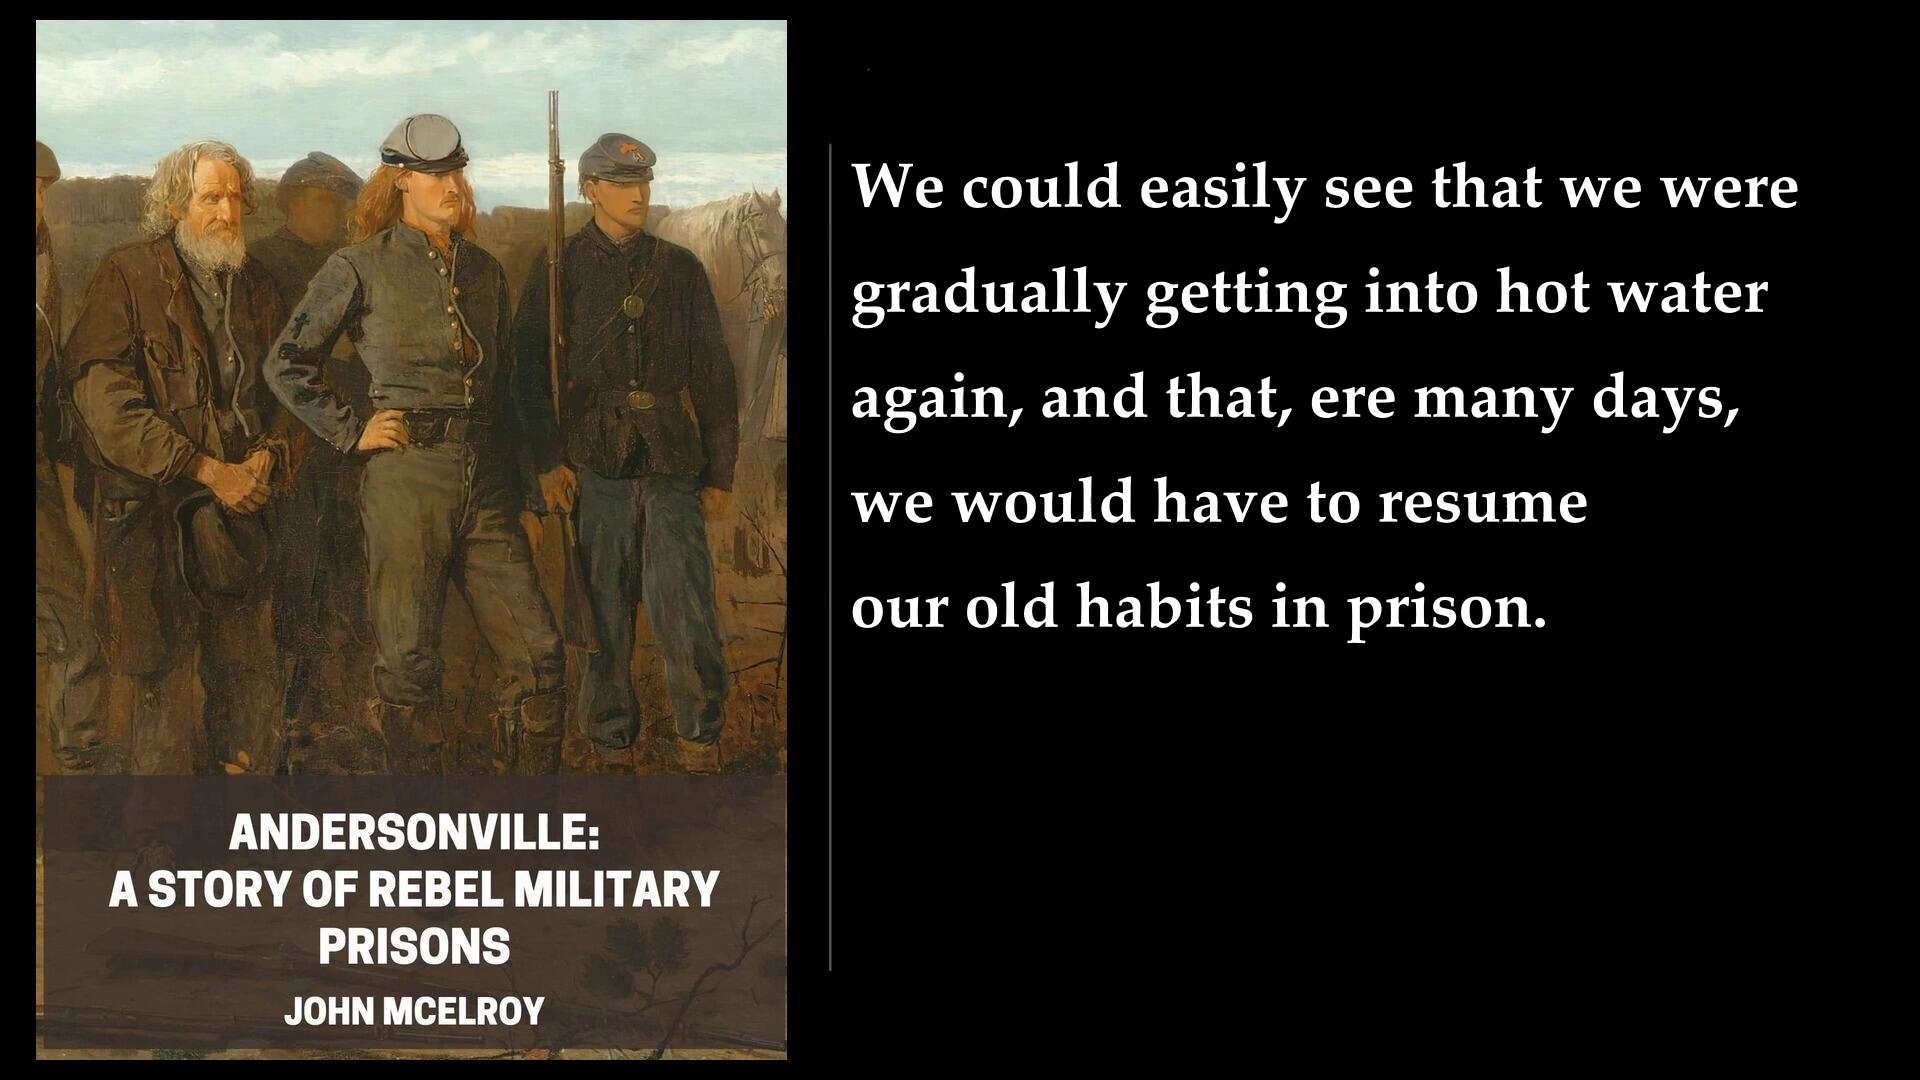 ANDERSONVILLE:
A STORY OF REBEL MILITARY
PRISONS
JOHN MCELROY
We could easily see that we were
gradually getting into hot water
again, and that, ere many days,
we would have to resume
our old habits in prison.